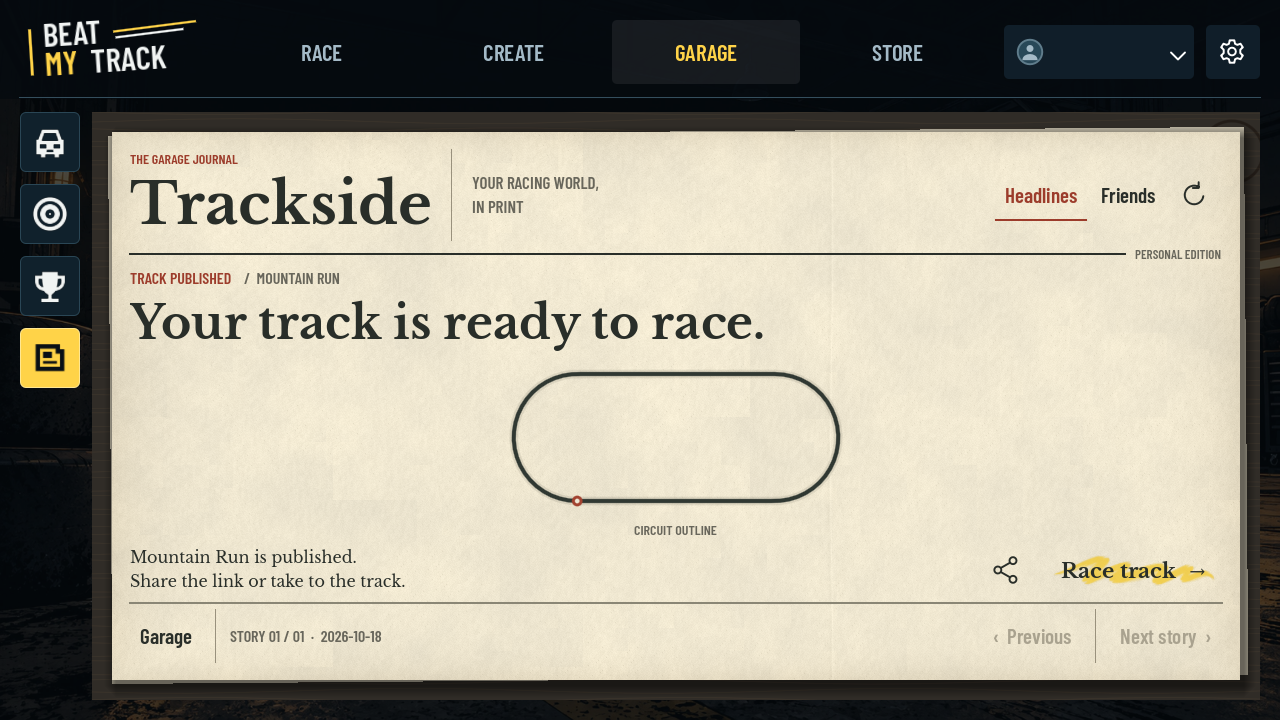 BEAT
MY TRACK
RACE
CREATE
GARAGE
STORE
THE GARAGE JOURNAL
Trackside
YOUR RACING WORLD,
IN PRINT
Headlines
Friends
PERSONAL EDITION
TRACK PUBLISHED / MOUNTAIN RUN
Your track is ready to race.
CIRCUIT OUTLINE
Mountain Run is published.
Share the link or take to the track.
Race track →
Garage
STORY 01 / 01 · 2026-10-18
‹ Previous
Next story ›